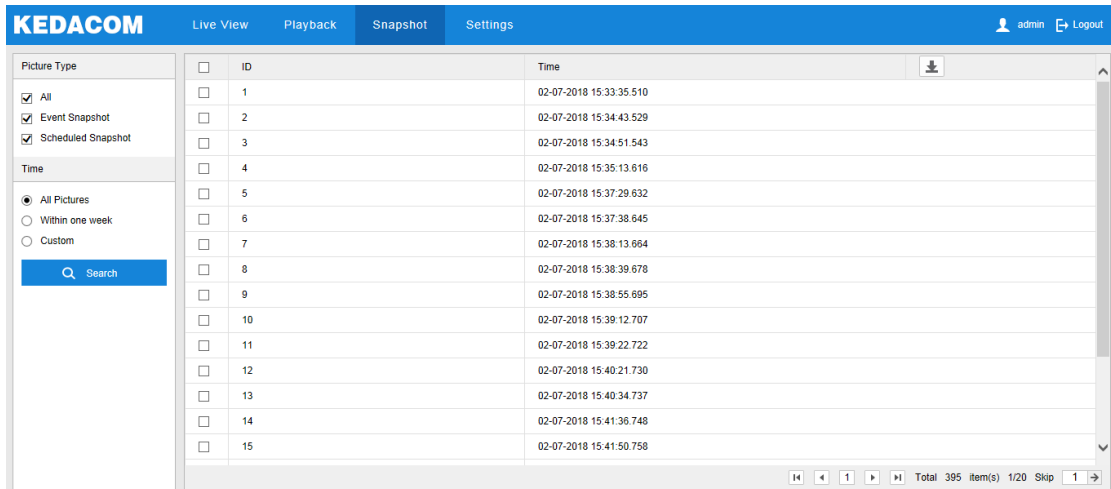 KEDACOM Live View Playback Snapshot Settings admin Logout
Picture Type
All
Event Snapshot
Scheduled Snapshot
Time
All Pictures
Within one week
Custom
Search
ID Time
1 02-07-2018 15:33:35.510
2 02-07-2018 15:34:43.529
3 02-07-2018 15:34:51.543
4 02-07-2018 15:35:13.616
5 02-07-2018 15:37:29.632
6 02-07-2018 15:37:38.645
7 02-07-2018 15:38:13.664
8 02-07-2018 15:38:39.678
9 02-07-2018 15:38:55.695
10 02-07-2018 15:39:12.707
11 02-07-2018 15:39:22.722
12 02-07-2018 15:40:21.730
13 02-07-2018 15:40:34.737
14 02-07-2018 15:41:36.748
15 02-07-2018 15:41:50.758
1 Total 395 item(s) 1/20 Skip 1